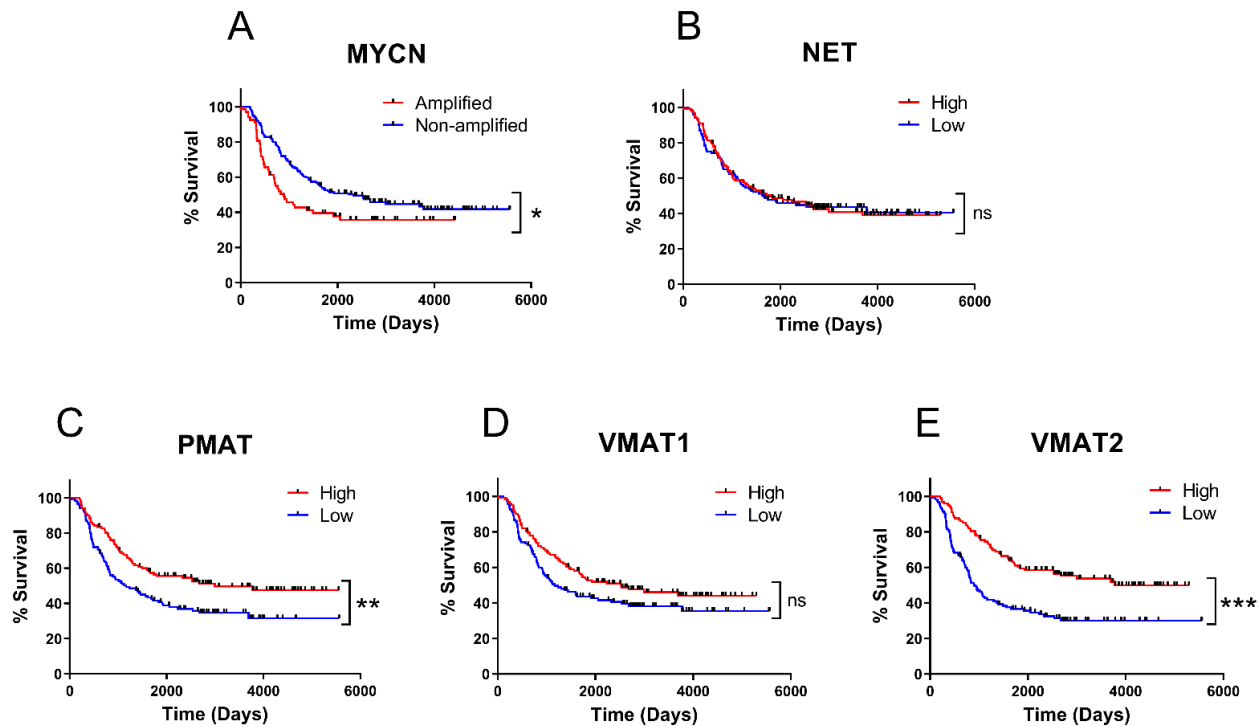 A
MYCN
Amplified
Non-amplified
100
80
60
40
20
0
% Survival
0 2000 4000 6000
Time (Days)
*
B
NET
High
Low
100
80
60
40
20
0
% Survival
0 2000 4000 6000
Time (Days)
ns
C
PMAT
High
Low
100
80
60
40
20
0
% Survival
0 2000 4000 6000
Time (Days)
**
D
VMAT1
High
Low
100
80
60
40
20
0
% Survival
0 2000 4000 6000
Time (Days)
ns
E
VMAT2
High
Low
100
80
60
40
20
0
% Survival
0 2000 4000 6000
Time (Days)
***